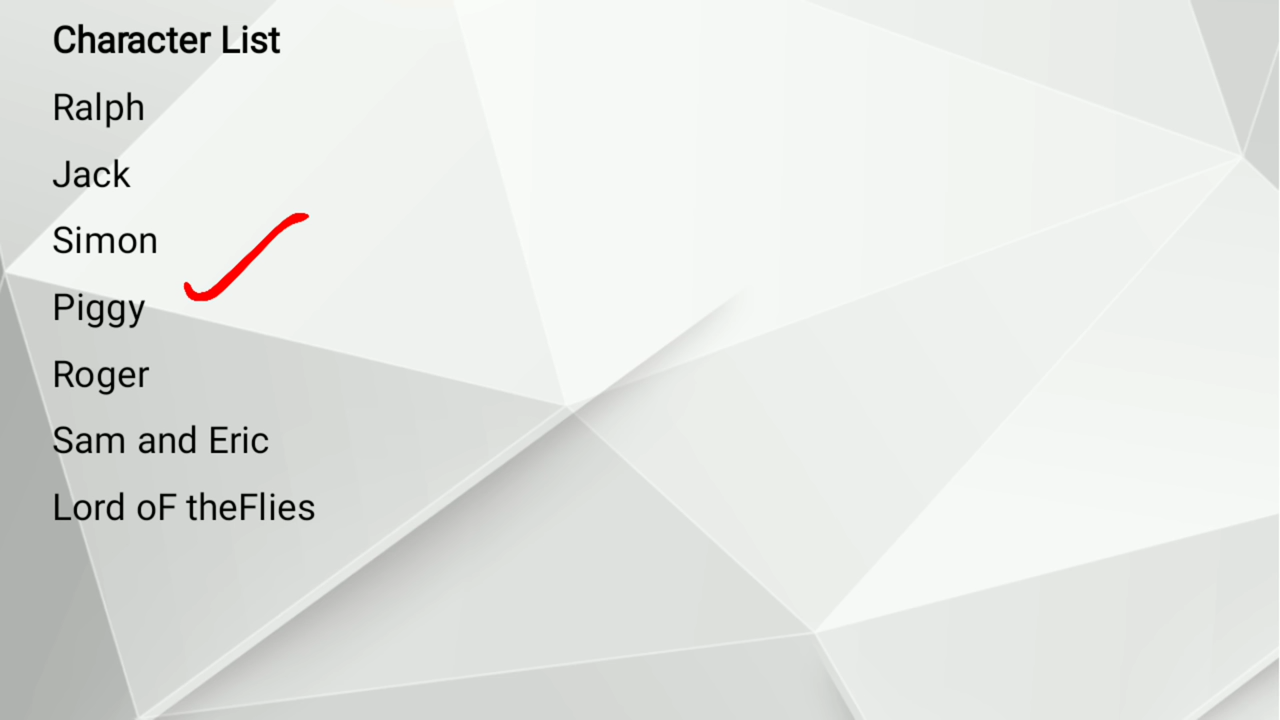 Character List
Ralph
Jack
Simon
Piggy
Roger
Sam and Eric
Lord oF theFlies